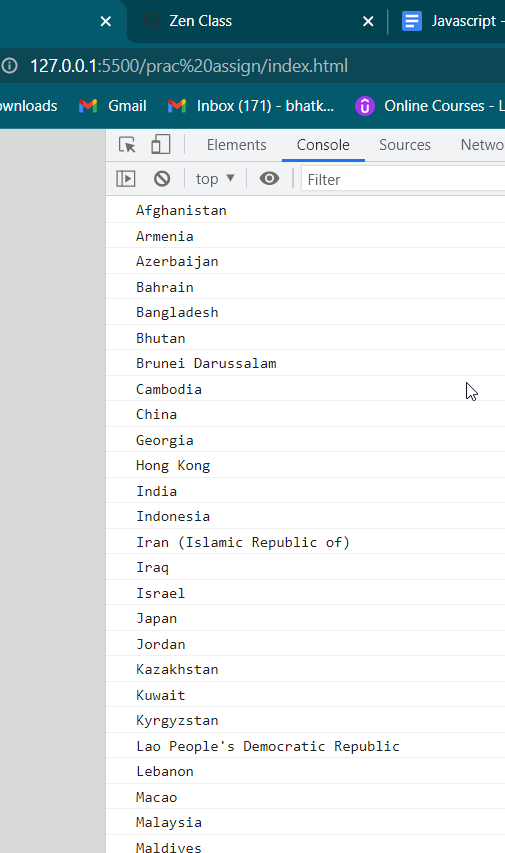 Zen Class
Javascript -
127.0.0.1:5500/prac%20assign/index.html
ownloads Gmail Inbox (171) - bhatk... Online Courses - L
Elements Console Sources Netwo
top Filter
Afghanistan
Armenia
Azerbaijan
Bahrain
Bangladesh
Bhutan
Brunei Darussalam
Cambodia
China
Georgia
Hong Kong
India
Indonesia
Iran (Islamic Republic of)
Iraq
Israel
Japan
Jordan
Kazakhstan
Kuwait
Kyrgyzstan
Lao People's Democratic Republic
Lebanon
Macao
Malaysia
Maldives